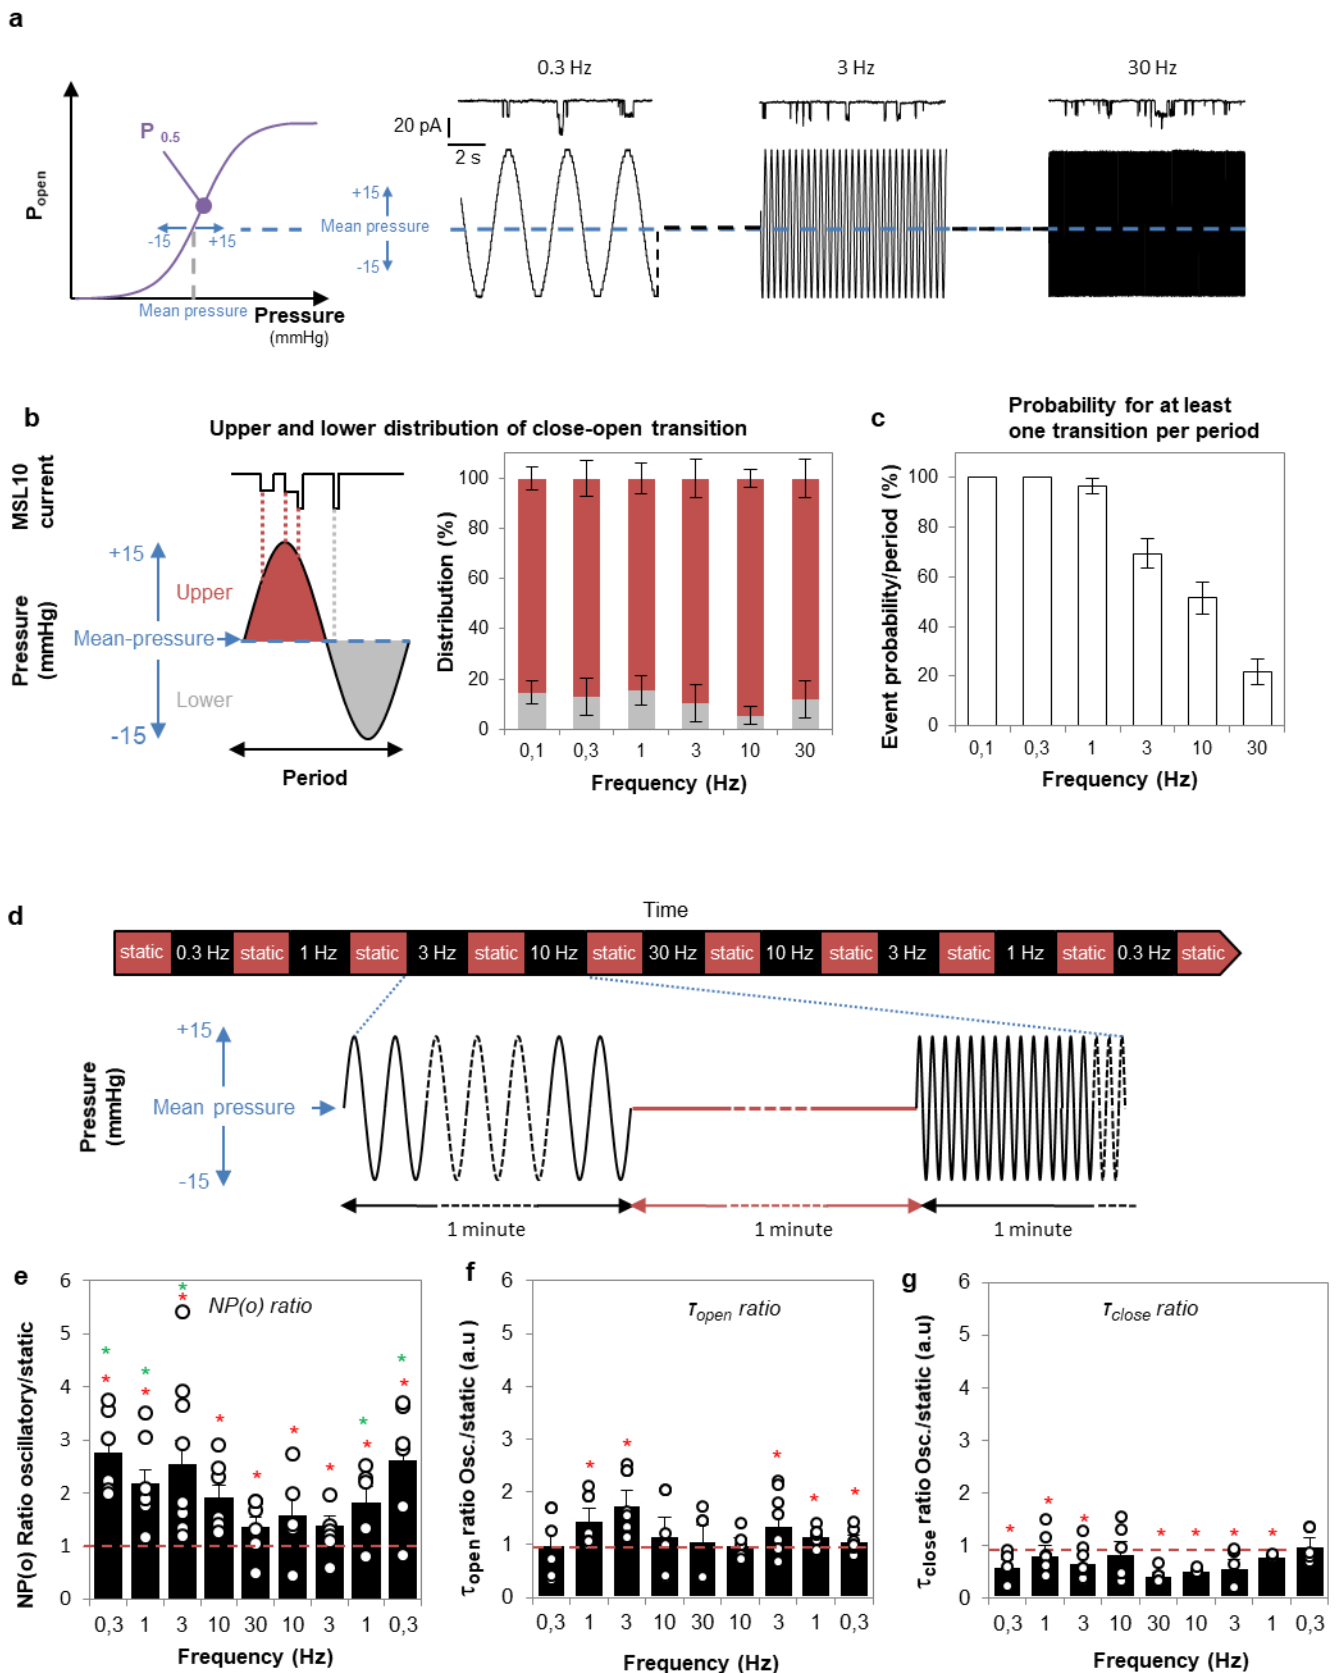 a
0.3 Hz
3 Hz
30 Hz
20 pA
2 s
P 0.5
Popen
-15
+15
Mean pressure
Pressure
(mmHg)
+15
Mean pressure
-15
b
Upper and lower distribution of close-open transition
MSL10
current
+15
Upper
Mean-pressure
Lower
-15
Pressure
(mmHg)
Period
Distribution (%)
100
80
60
40
20
0
0,1
0,3
1
3
10
30
Frequency (Hz)
c
Probability for at least
one transition per period
Event probability/period (%)
100
80
60
40
20
0
0,1
0,3
1
3
10
30
Frequency (Hz)
d
Time
static 0.3 Hz static 1 Hz static 3 Hz static 10 Hz static 30 Hz static 10 Hz static 3 Hz static 1 Hz static 0.3 Hz static
+15
Mean pressure
-15
Pressure
(mmHg)
1 minute
1 minute
1 minute
e
NP(o) ratio
NP(o) Ratio oscillatory/static
6
5
4
3
2
1
0
* * * * * * * * * * * * * *
0,3 1 3 10 30 10 3 1 0,3
Frequency (Hz)
f
τopen ratio
τopen ratio Osc./static (a.u )
6
5
4
3
2
1
0
* * * * *
0,3 1 3 10 30 10 3 1 0,3
Frequency (Hz)
g
τclose ratio
τclose ratio Osc./static (a.u)
6
5
4
3
2
1
0
* * * * * * *
0,3 1 3 10 30 10 3 1 0,3
Frequency (Hz)